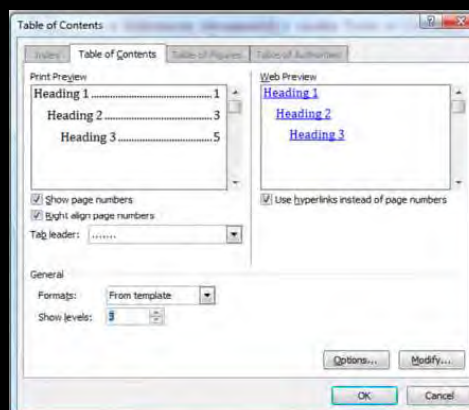 Table of Contents
Index Table of Contents Table of Figures Table of Authorities
Print Preview
Heading 1 ........................................ 1
Heading 2 .................................. 3
Heading 3 ............................ 5
Show page numbers
Right align page numbers
Tab leader: .......
Web Preview
Heading 1
Heading 2
Heading 3
Use hyperlinks instead of page numbers
General
Formats: From template
Show levels: 3
Options... Modify...
OK Cancel